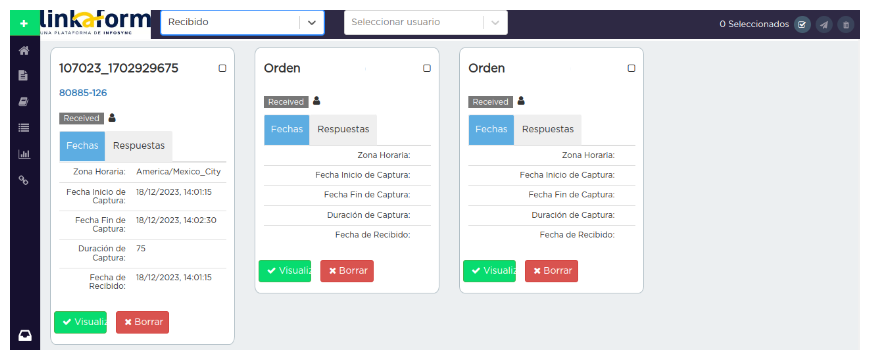 linkaform
UNA PLATAFORMA DE INFOSYNC
Recibido
Seleccionar usuario
0 Seleccionados
107023_1702929675
80885-126
Received
Fechas Respuestas
Zona Horaria: America/Mexico_City
Fecha Inicio de Captura: 18/12/2023, 14:01:15
Fecha Fin de Captura: 18/12/2023, 14:02:30
Duración de Captura: 75
Fecha de Recibido: 18/12/2023, 14:01:15
Visualiz Borrar
Orden
Received
Fechas Respuestas
Zona Horaria:
Fecha Inicio de Captura:
Fecha Fin de Captura:
Duración de Captura:
Fecha de Recibido:
Visualiz Borrar
Orden
Received
Fechas Respuestas
Zona Horaria:
Fecha Inicio de Captura:
Fecha Fin de Captura:
Duración de Captura:
Fecha de Recibido:
Visualiz Borrar